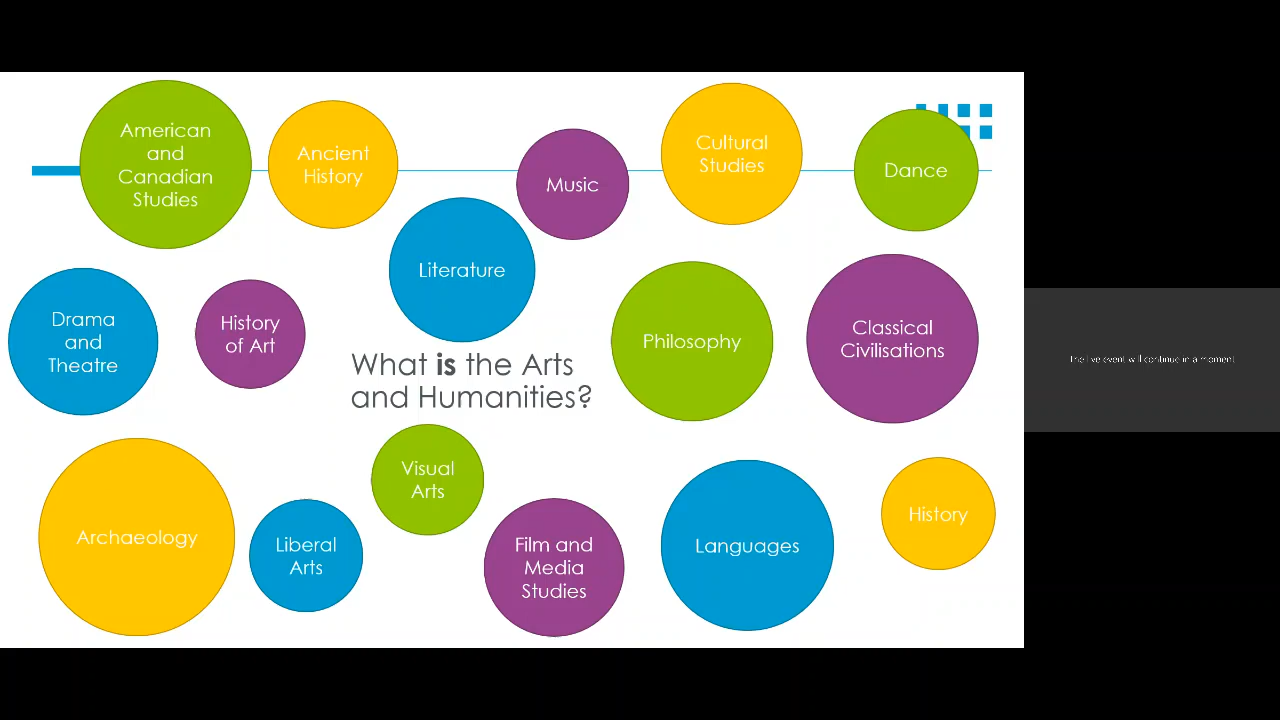 American
and
Canadian
Studies
Ancient
History
Music
Cultural
Studies
Dance
Literature
Drama
and
Theatre
History
of Art
Philosophy
Classical
Civilisations
What is the Arts
and Humanities?
Archaeology
Liberal
Arts
Visual
Arts
Film and
Media
Studies
Languages
History
The live event will continue in a moment.